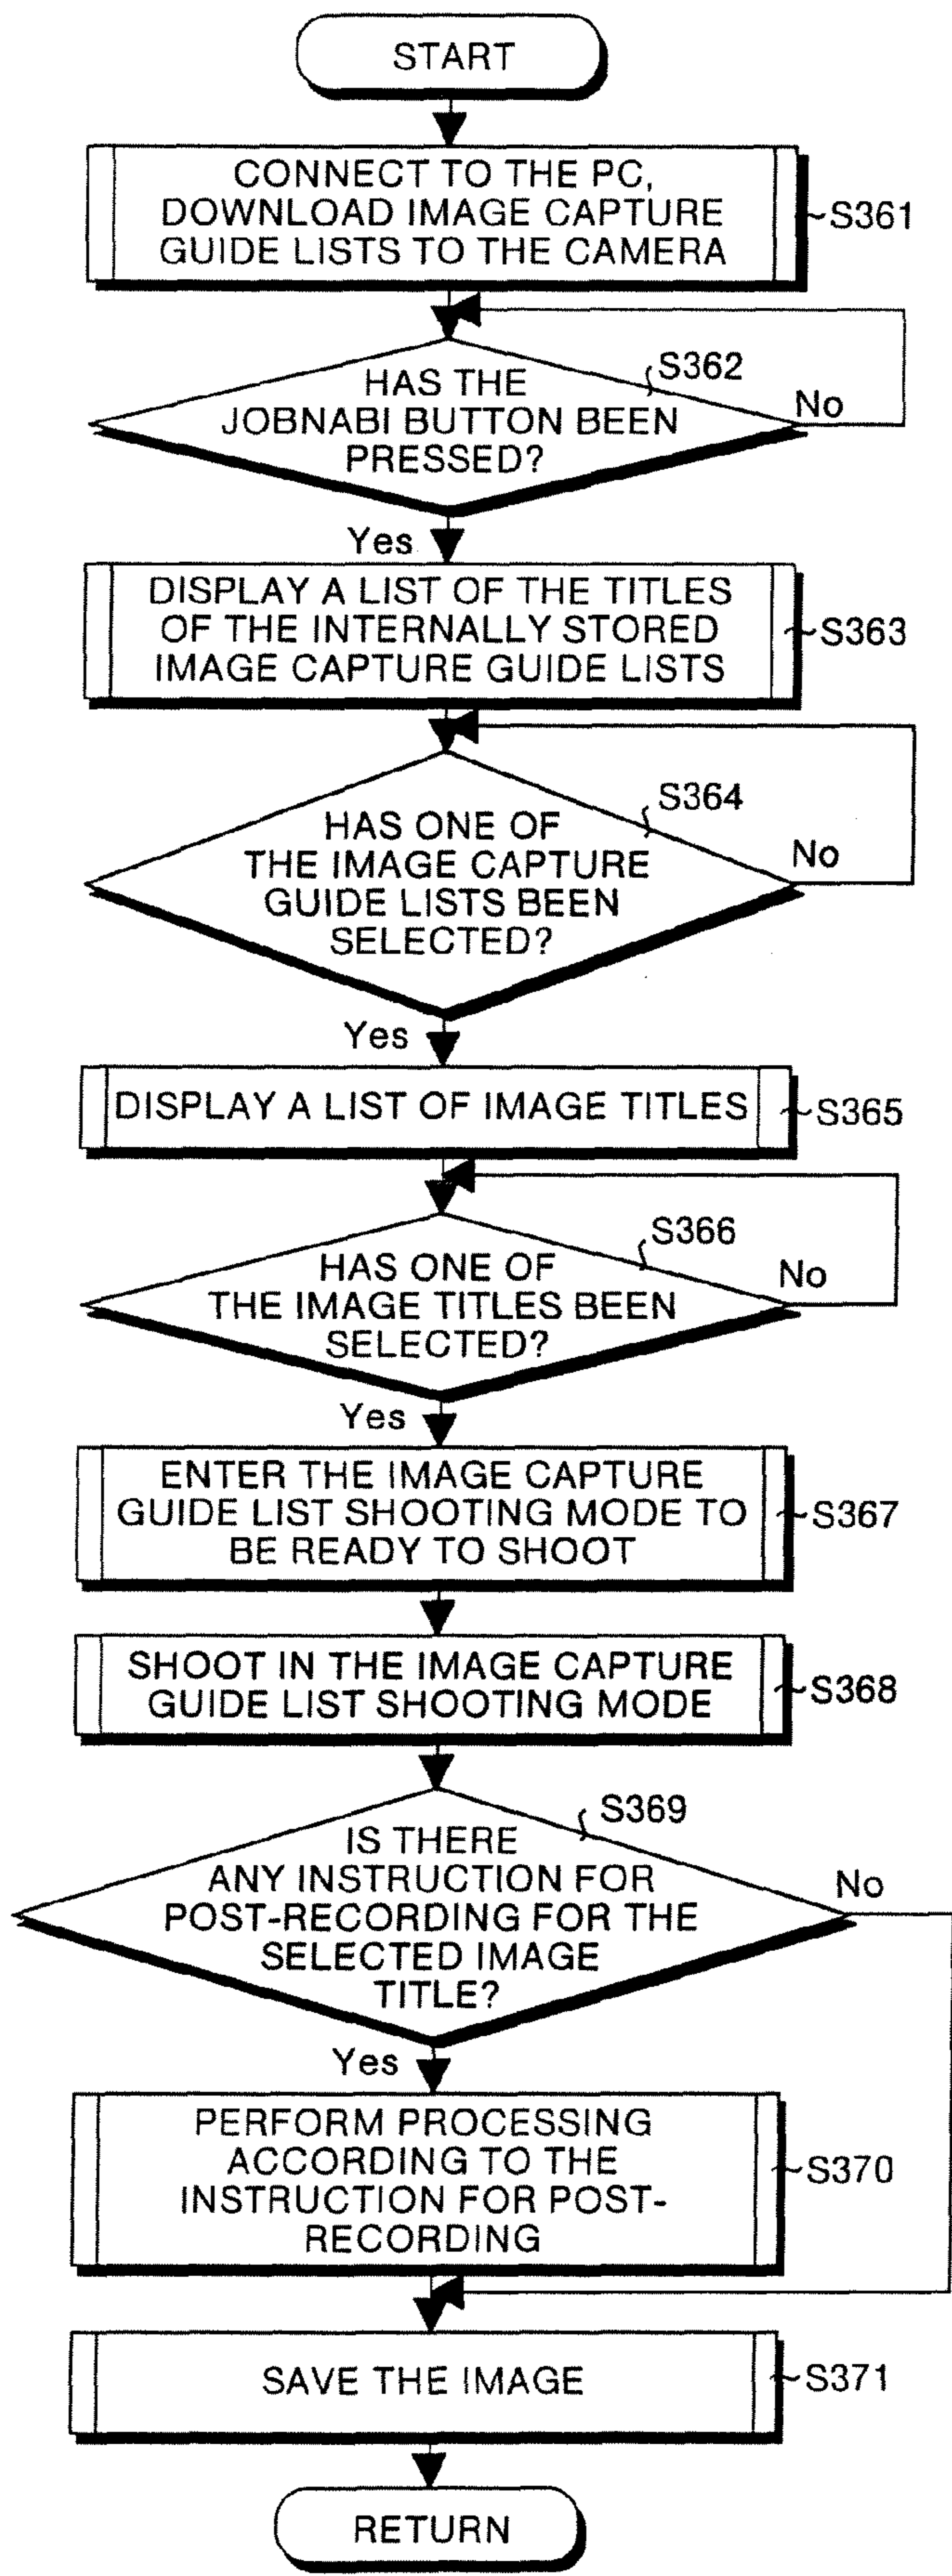 START
CONNECT TO THE PC,
DOWNLOAD IMAGE CAPTURE
GUIDE LISTS TO THE CAMERA
S361
S362
HAS THE
JOBNABI BUTTON BEEN
PRESSED?
No
Yes
DISPLAY A LIST OF THE TITLES
OF THE INTERNALLY STORED
IMAGE CAPTURE GUIDE LISTS
S363
S364
HAS ONE OF
THE IMAGE CAPTURE
GUIDE LISTS BEEN
SELECTED?
No
Yes
DISPLAY A LIST OF IMAGE TITLES
S365
S366
HAS ONE OF
THE IMAGE TITLES BEEN
SELECTED?
No
Yes
ENTER THE IMAGE CAPTURE
GUIDE LIST SHOOTING MODE TO
BE READY TO SHOOT
S367
SHOOT IN THE IMAGE CAPTURE
GUIDE LIST SHOOTING MODE
S368
S369
IS THERE
ANY INSTRUCTION FOR
POST-RECORDING FOR THE
SELECTED IMAGE
TITLE?
No
Yes
PERFORM PROCESSING
ACCORDING TO THE
INSTRUCTION FOR POST-
RECORDING
S370
SAVE THE IMAGE
S371
RETURN